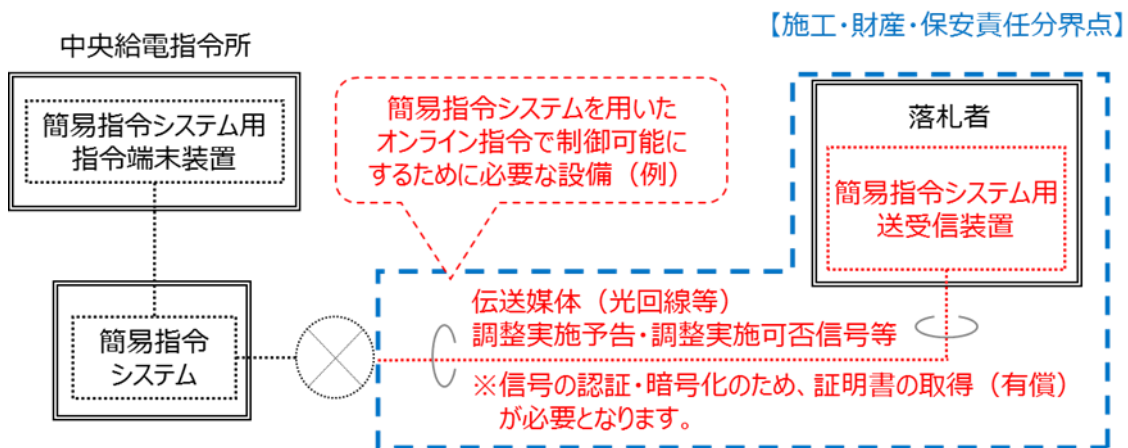 【施工・財産・保安責任分界点】
中央給電指令所
簡易指令システム用
指令端末装置
簡易指令システムを用いた
オンライン指令で制御可能に
するために必要な設備（例）
落札者
簡易指令システム用
送受信装置
簡易指令
システム
伝送媒体（光回線等）
調整実施予告・調整実施可否信号等
※信号の認証・暗号化のため、証明書の取得（有償）
が必要となります。